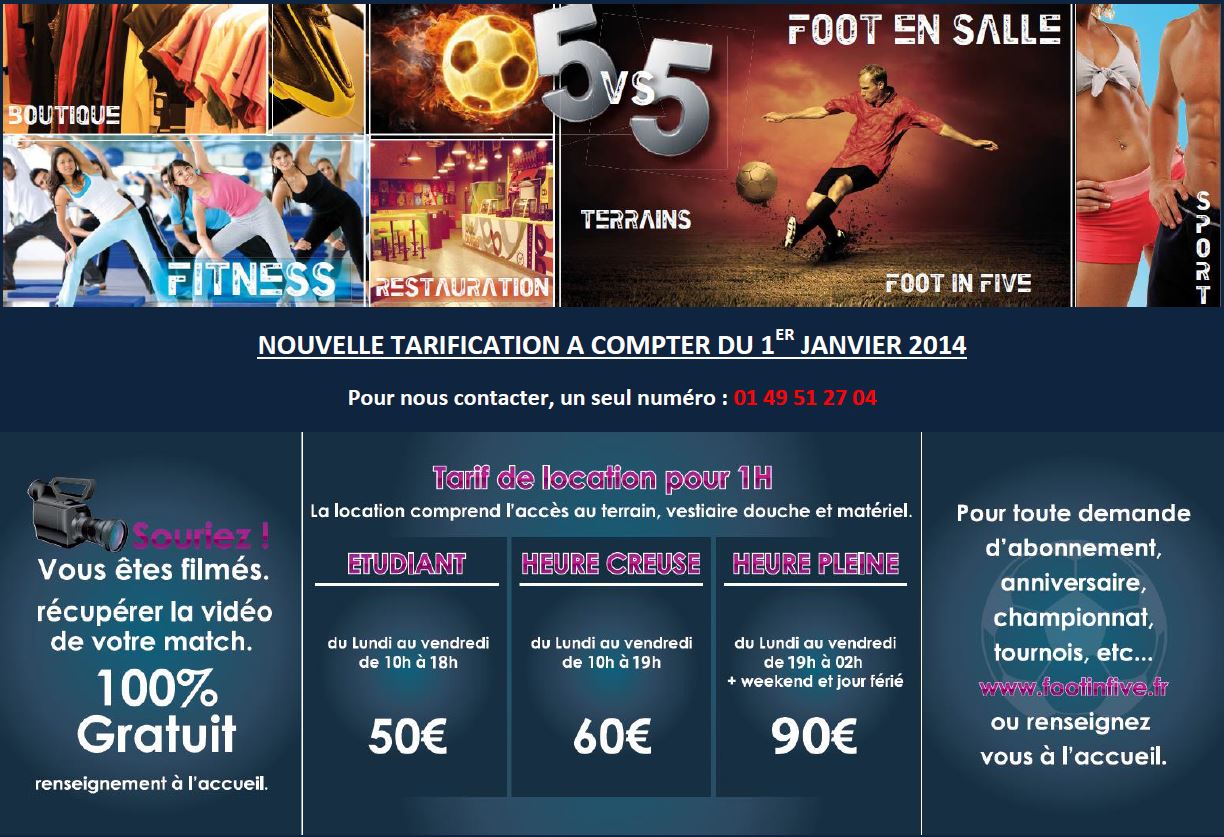 BOUTIQUE
5 VS 5
FOOT EN SALLE
TERRAINS
FITNESS
RESTAURATION
FOOT IN FIVE
SPORT
NOUVELLE TARIFICATION A COMPTER DU 1ER JANVIER 2014
Pour nous contacter, un seul numéro : 01 49 51 27 04
Souriez !
Vous êtes filmés.
récupérer la vidéo
de votre match.
100%
Gratuit
renseignement à l'accueil.
Tarif de location pour 1H
La location comprend l'accès au terrain, vestiaire douche et matériel.
ETUDIANT
du Lundi au vendredi
de 10h à 18h
50€
HEURE CREUSE
du Lundi au vendredi
de 10h à 19h
60€
HEURE PLEINE
du Lundi au vendredi
de 19h à 02h
+ weekend et jour férié
90€
Pour toute demande
d'abonnement,
anniversaire,
championnat,
tournois, etc...
www.footinfive.fr
ou renseignez
vous à l'accueil.